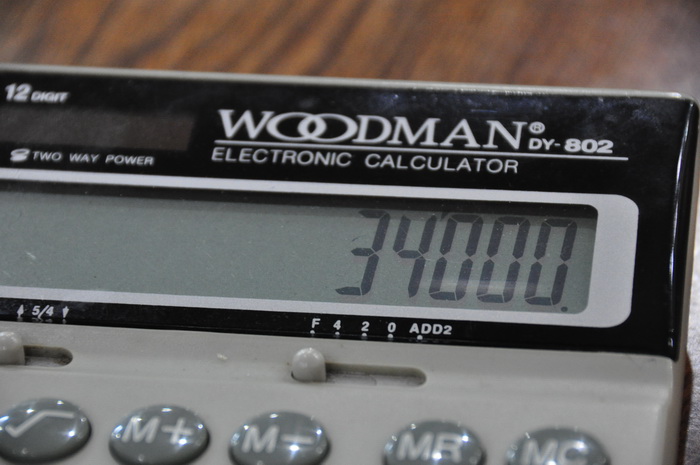 12 DIGIT
WOODMAN® DY-802
TWO WAY POWER
ELECTRONIC CALCULATOR
34000.
5/4
F 4 2 0 ADD2
√ M+ M- MR MC